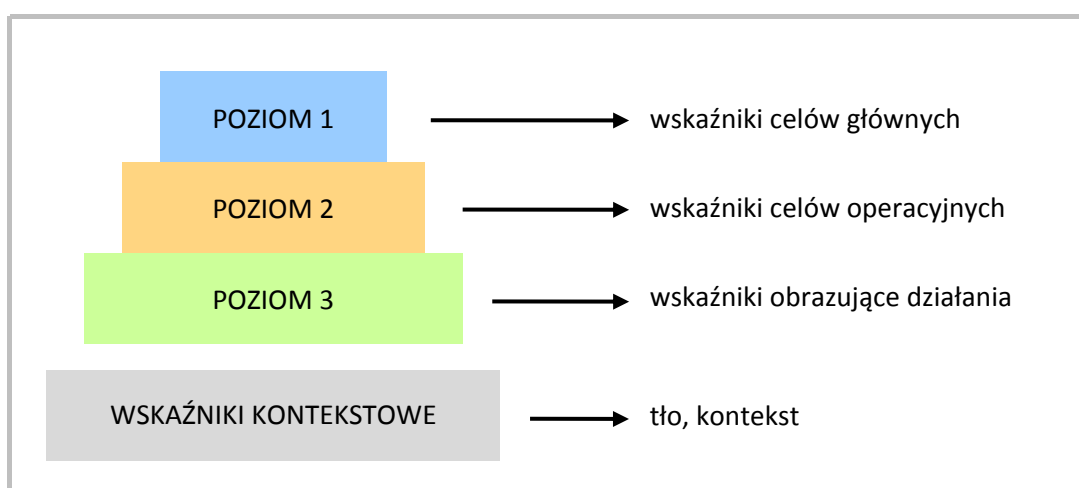 POZIOM 1
wskaźniki celów głównych
POZIOM 2
wskaźniki celów operacyjnych
POZIOM 3
wskaźniki obrazujące działania
WSKAŹNIKI KONTEKSTOWE
tło, kontekst